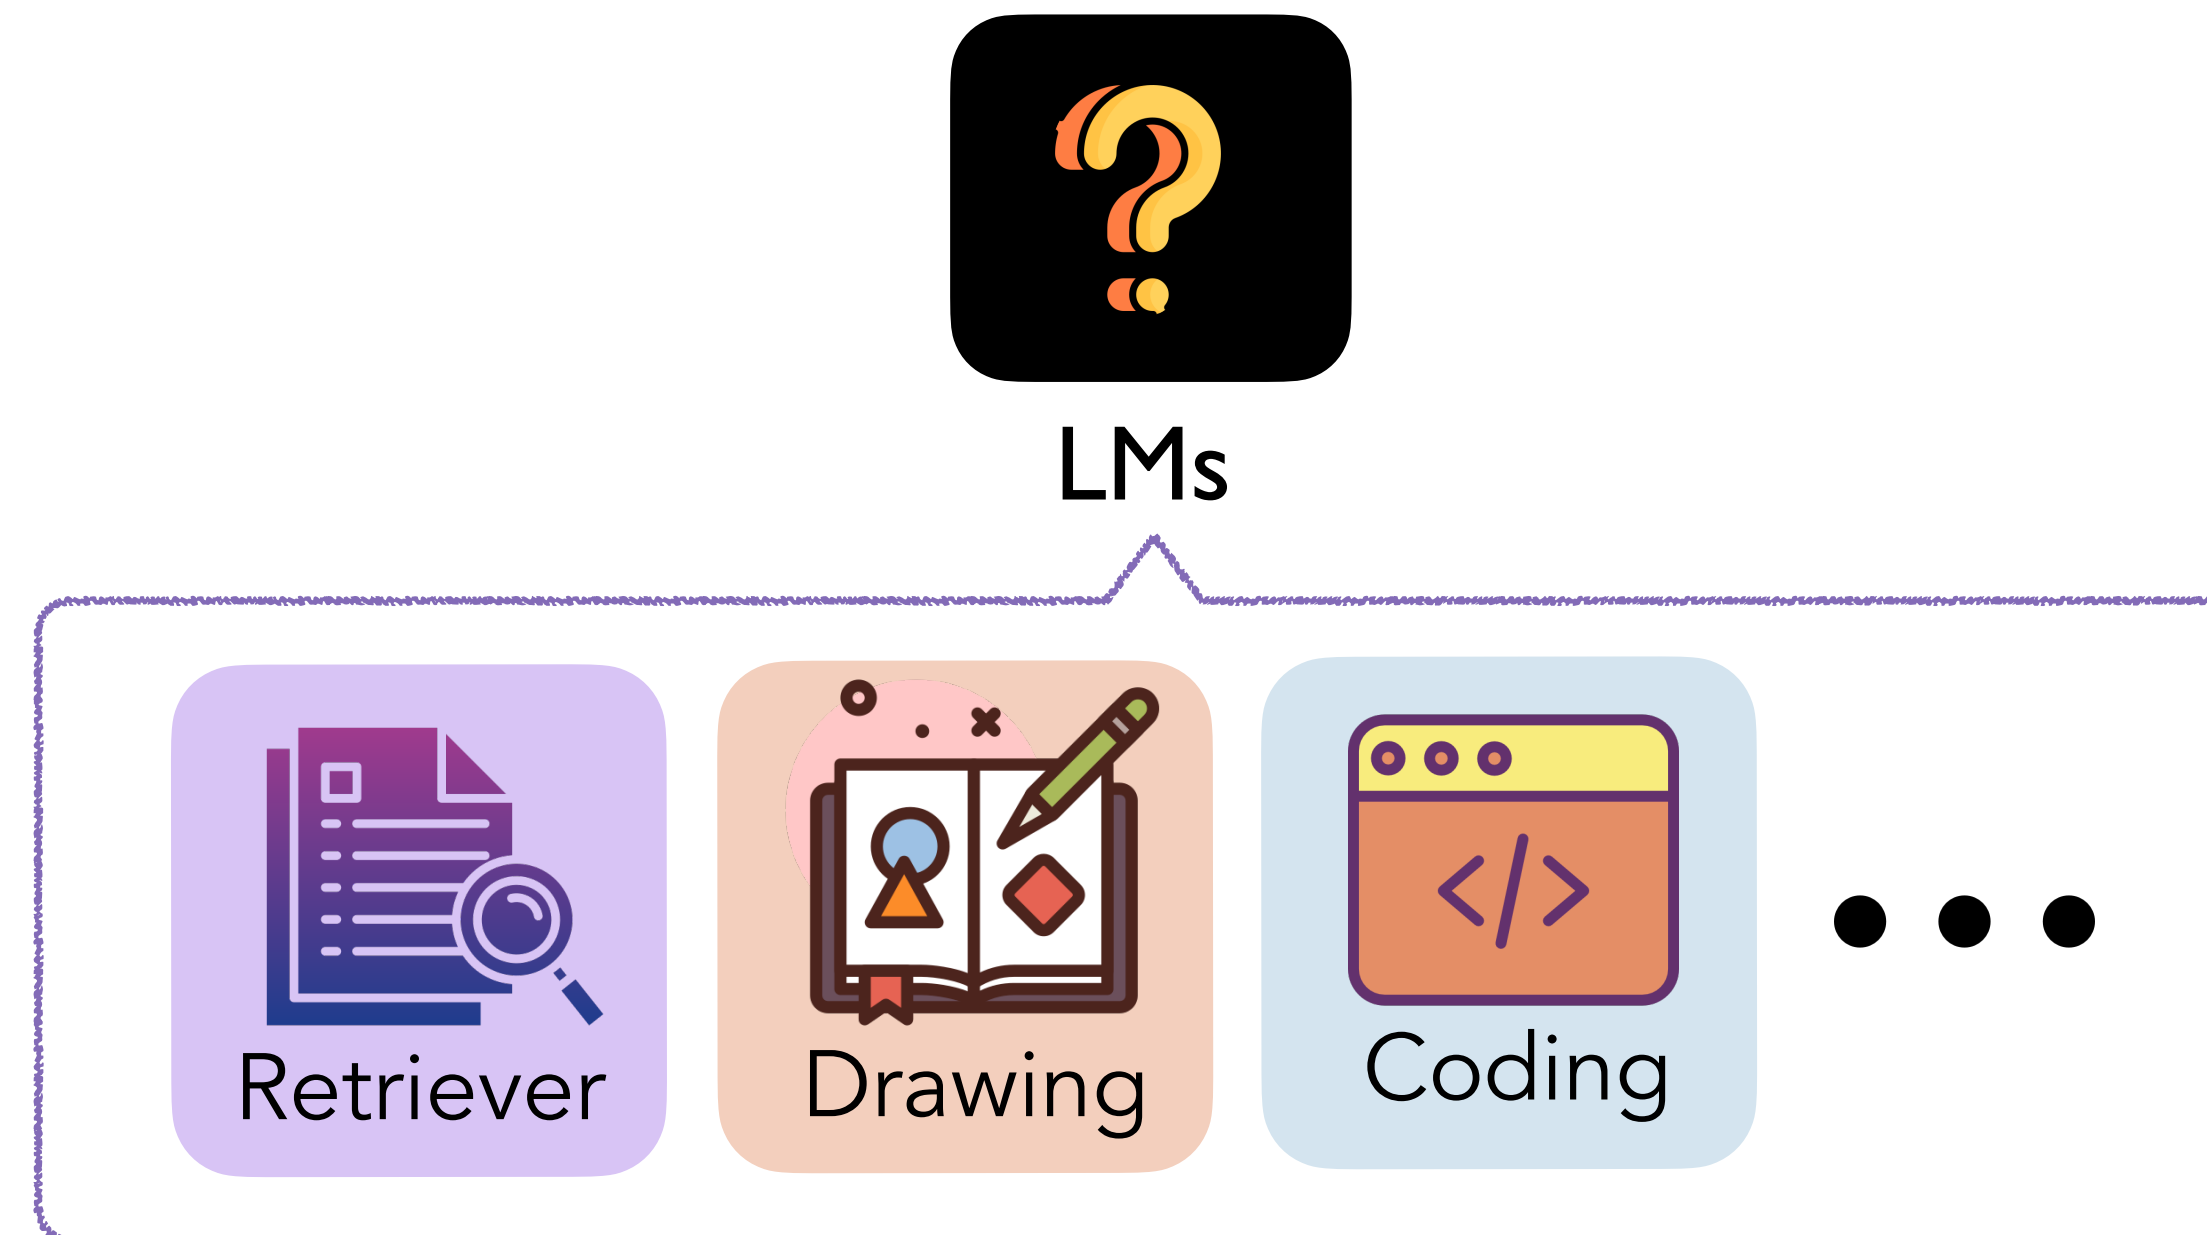 ?
LMs
Retriever
Drawing
Coding
</>
• • •